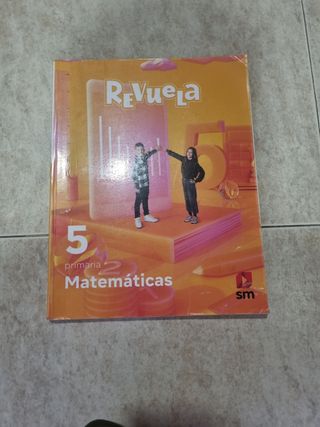 REVUELA
5
primaria
Matemáticas
sm